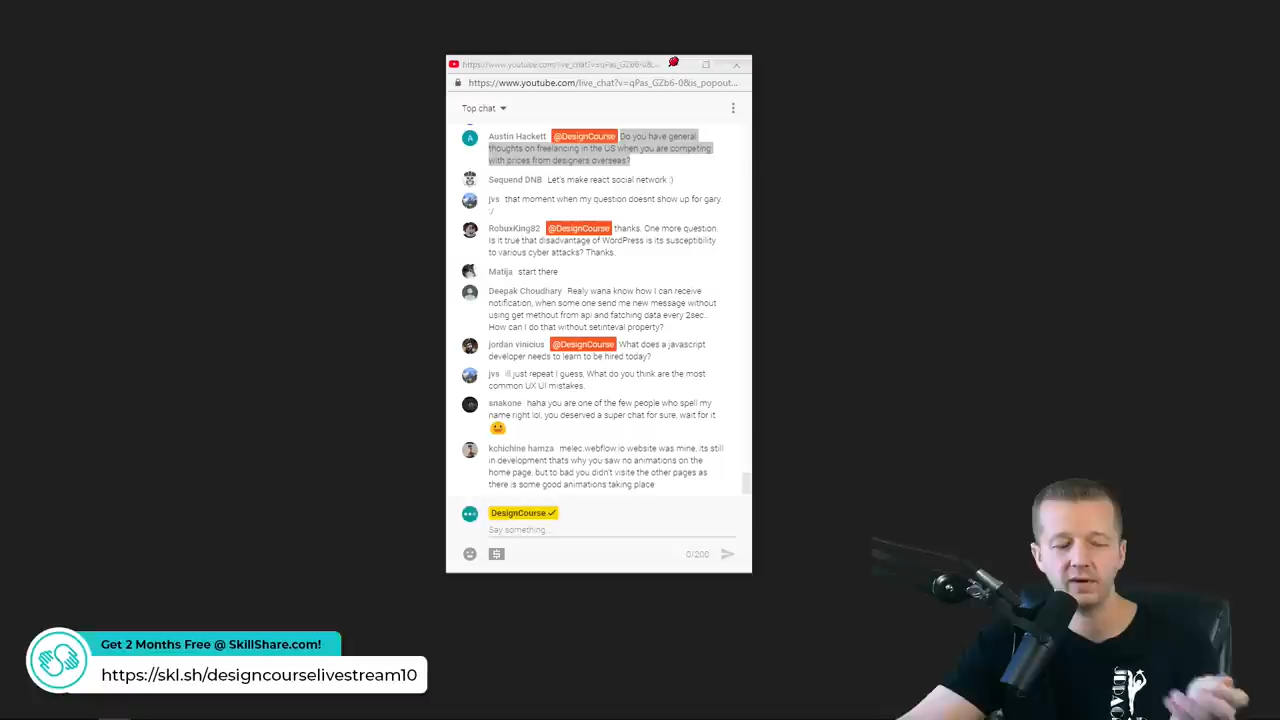 https://www.youtube.com/live_chat?v=qPas_GZb6-0&L...
https://www.youtube.com/live_chat?v=qPas_GZb6-0&is_popout...
Top chat
Austin Hackett @DesignCourse Do you have general
thoughts on freelancing in the US when you are competing
with prices from designers overseas?
Sequend DNB Let's make react social network :)
jvs that moment when my question doesnt show up for gary.
:/
RobuxKing82 @DesignCourse thanks. One more question.
Is it true that disadvantage of WordPress is its susceptibility
to various cyber attacks? Thanks.
Matija start there
Deepak Choudhary Realy wana know how I can receive
notification, when some one send me new message without
using get methout from api and fatching data every 2sec..
How can I do that without setinteval property?
jordan vinicius @DesignCourse What does a javascript
developer needs to learn to be hired today?
jvs ill just repeat I guess, What do you think are the most
common UX UI mistakes.
snakone haha you are one of the few people who spell my
name right lol, you deserved a super chat for sure, wait for it
kchichine hamza melec.webflow.io website was mine, its still
in development thats why you saw no animations on the
home page, but to bad you didn't visite the other pages as
there is some good animations taking place
DesignCourse
Say something...
0/200
Get 2 Months Free @ SkillShare.com!
https://skl.sh/designcourselivestream10